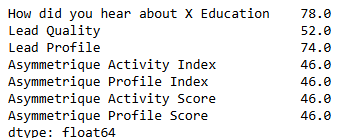 How did you hear about X Education    78.0
Lead Quality                          52.0
Lead Profile                          74.0
Asymmetrique Activity Index           46.0
Asymmetrique Profile Index            46.0
Asymmetrique Activity Score           46.0
Asymmetrique Profile Score            46.0
dtype: float64